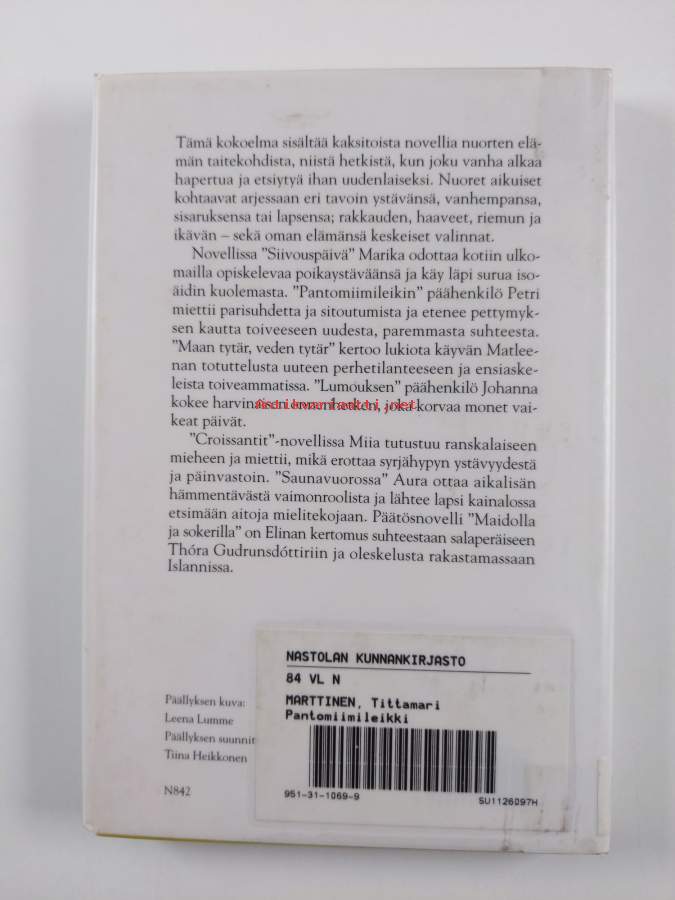 Tämä kokoelma sisältää kaksitoista novellia nuorten elä-
män taitekohdista, niistä hetkistä, kun joku vanha alkaa
hapertua ja etsiytyä ihan uudenlaiseksi. Nuoret aikuiset
kohtaavat arjessaan eri tavoin ystävänsä, vanhempansa,
sisaruksensa tai lapsensa; rakkauden, haaveet, riemun ja
ikävän – sekä oman elämänsä keskeiset valinnat.
Novellissa ”Siivouspäivä” Marika odottaa kotiin ulko-
mailla opiskelevaa poikaystäväänsä ja käy läpi surua iso-
äidin kuolemasta. ”Pantomiimileikin” päähenkilö Petri
miettii parisuhdetta ja sitoutumista ja etenee pettymyk-
sen kautta toiveeseen uudesta, paremmasta suhteesta.
”Maan tytär, veden tytär” kertoo lukiota käyvän Matlee-
nan totuttelusta uuteen perhetilanteeseen ja ensiaske-
leista toiveammatissa. ”Lumouksen” päähenkilö Johanna
kokee harvinaisen onnenhetken, joka korvaa monet vai-
keat päivät.
”Croissantit”-novellissa Miia tutustuu ranskalaiseen
mieheen ja miettii, mikä erottaa syrjähypyn ystävyydestä
ja päinvastoin. ”Saunavuorossa” Aura ottaa aikalisän
hämmentävästä vaimonroolista ja lähtee lapsi kainalossa
etsimään aitoja mielitekojaan. Päätösnovelli ”Maidolla
ja sokerilla” on Elinan kertomus suhteestaan salaperäiseen
Thóra Gudrunsdóttiriin ja oleskelusta rakastamassaan
Islannissa.
NASTOLAN KUNNANKIRJASTO
84 VL N
MARTTINEN, Tittamari
Pantomiimileikki
951-31-1069-9 SU1126097H
Päällyksen kuva:
Leena Lumme
Päällyksen suunnit
Tiina Heikkonen
N842